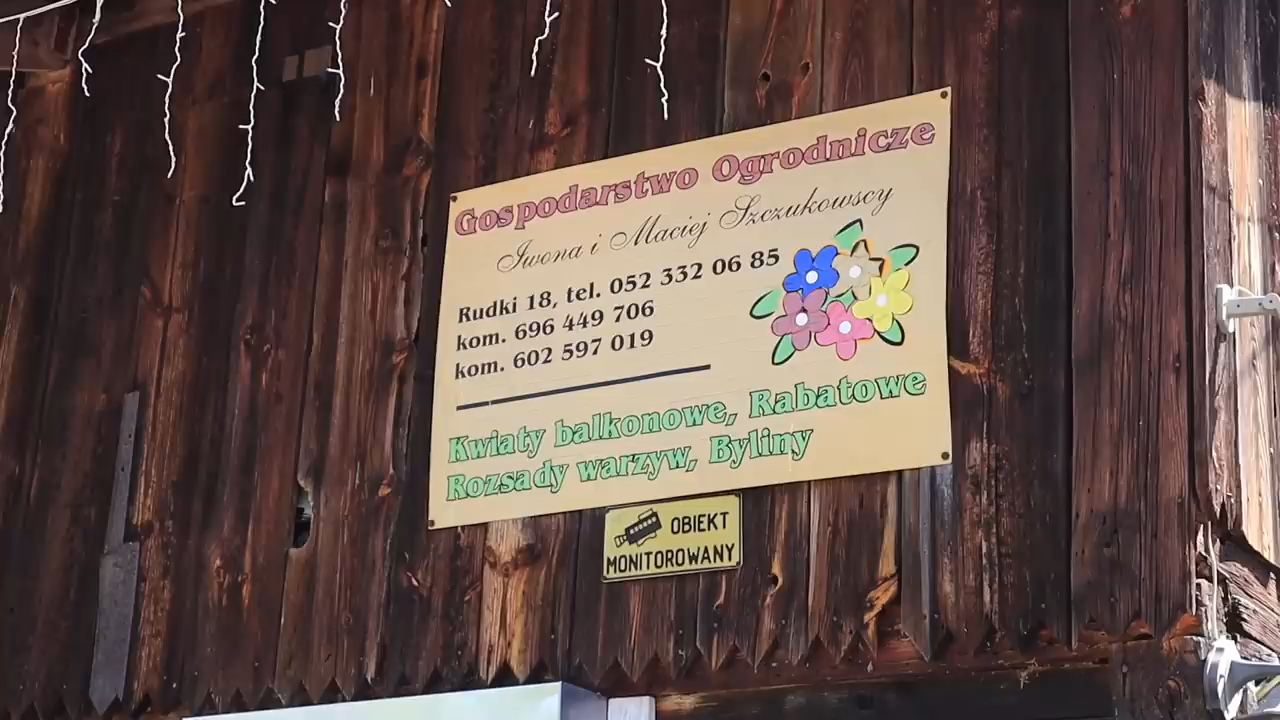 Gospodarstwo Ogrodnicze
Iwona i Maciej Szczukowscy
Rudki 18, tel. 052 332 06 85
kom. 696 449 706
kom. 602 597 019
Kwiaty balkonowe, Rabatowe
Rozsady warzyw, Byliny
OBIEKT
MONITOROWANY